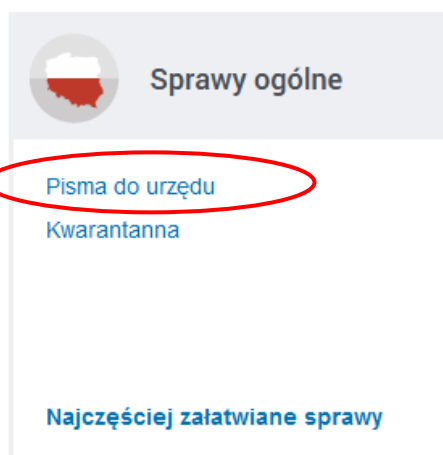 Sprawy ogólne
Pisma do urzędu
Kwarantanna
Najczęściej załatwiane sprawy